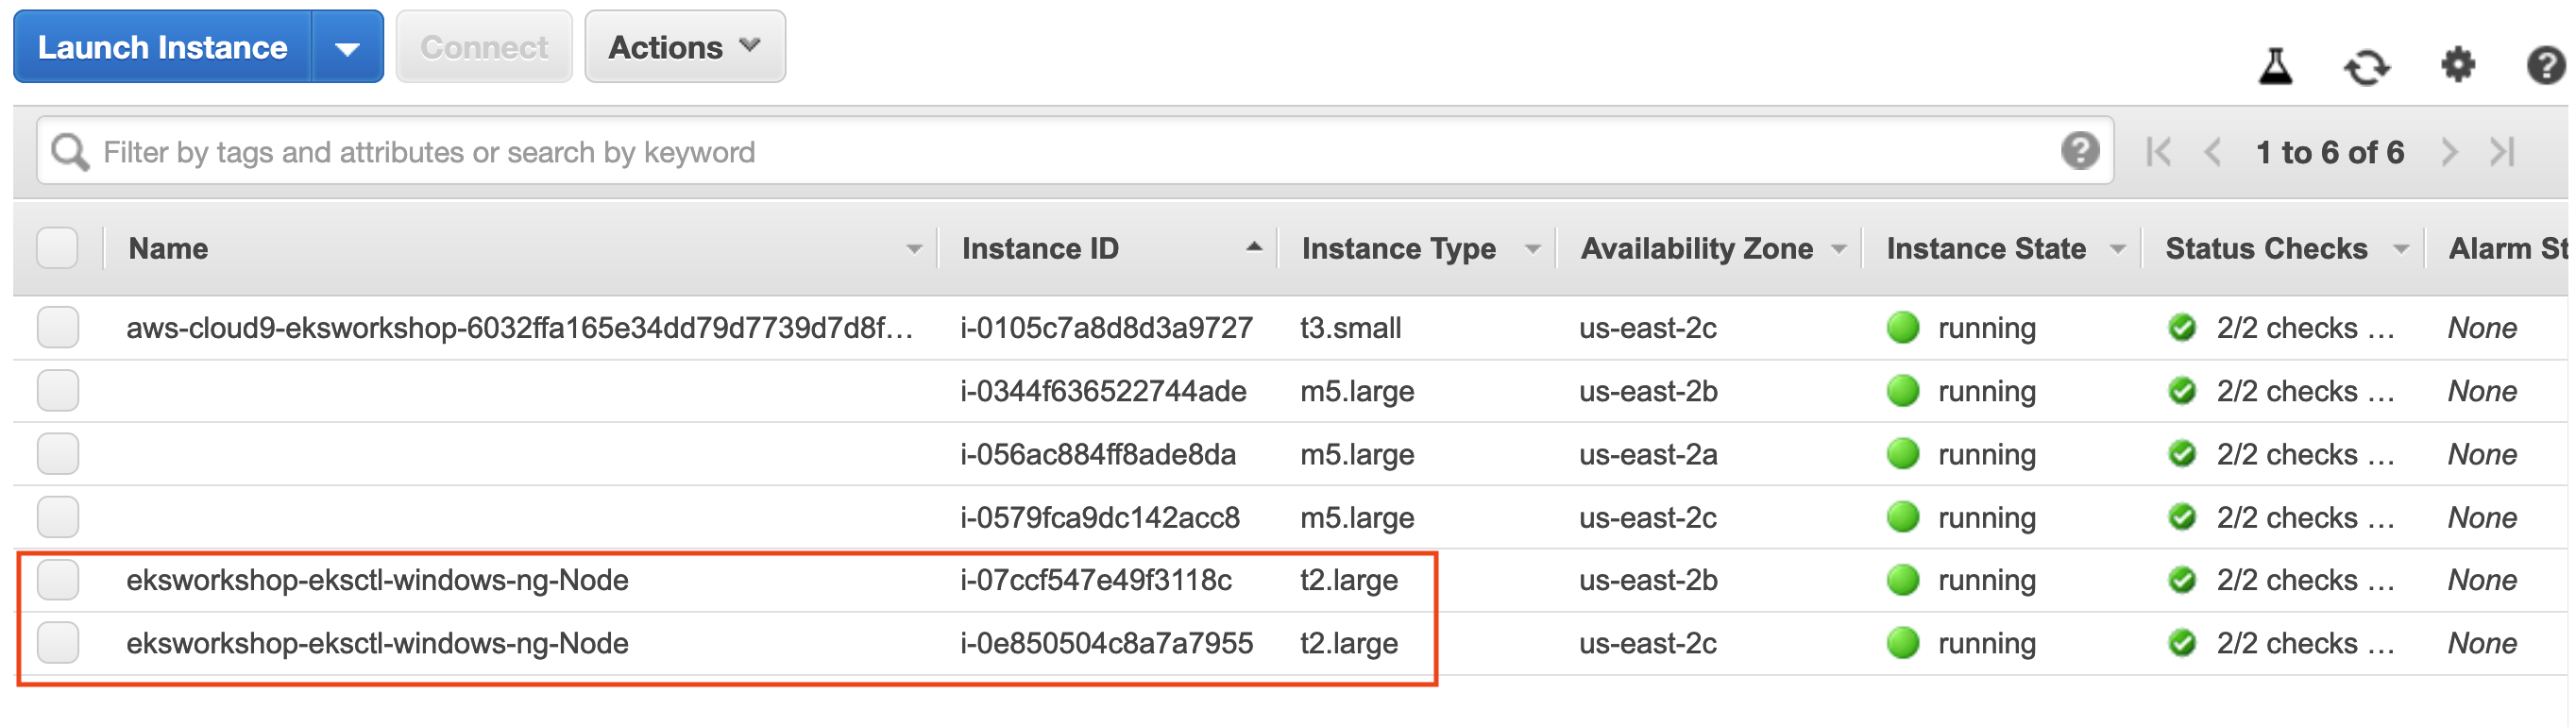 Launch Instance Connect Actions
Filter by tags and attributes or search by keyword 1 to 6 of 6
Name Instance ID Instance Type Availability Zone Instance State Status Checks Alarm St
aws-cloud9-eksworkshop-6032ffa165e34dd79d7739d7d8f... i-0105c7a8d8d3a9727 t3.small us-east-2c running 2/2 checks ... None
i-0344f636522744ade m5.large us-east-2b running 2/2 checks ... None
i-056ac884ff8ade8da m5.large us-east-2a running 2/2 checks ... None
i-0579fca9dc142acc8 m5.large us-east-2c running 2/2 checks ... None
eksworkshop-eksctl-windows-ng-Node i-07ccf547e49f3118c t2.large us-east-2b running 2/2 checks ... None
eksworkshop-eksctl-windows-ng-Node i-0e850504c8a7a7955 t2.large us-east-2c running 2/2 checks ... None